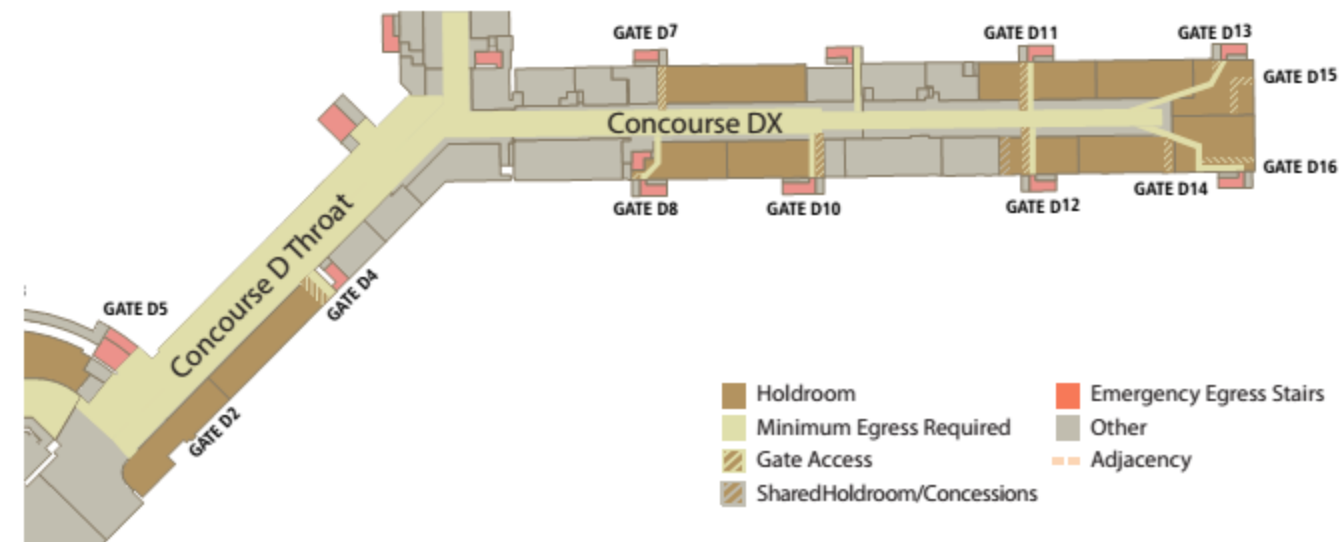 GATE D7
GATE D11
GATE D13
GATE D15
Concourse DX
GATE D16
GATE D14
GATE D8
GATE D10
GATE D12
Concourse D Throat
GATE D4
GATE D5
GATE D2
Holdroom
Minimum Egress Required
Gate Access
SharedHoldroom/Concessions
Emergency Egress Stairs
Other
Adjacency